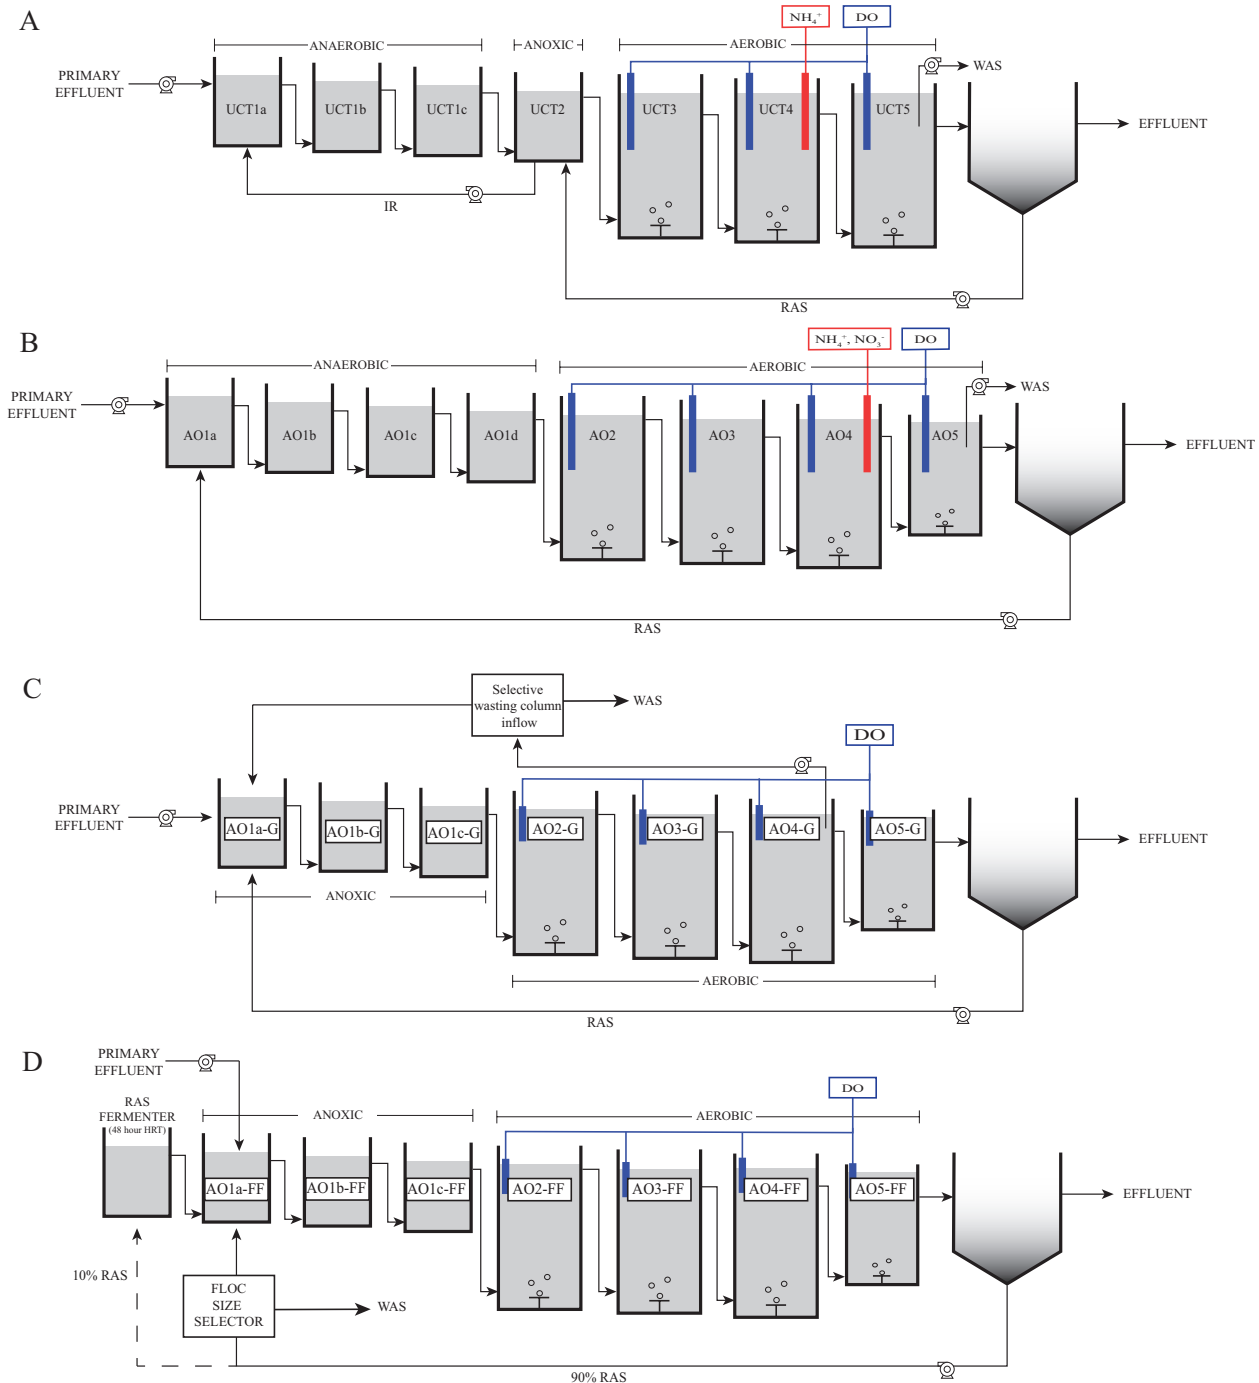 A
NH₄⁺
DO
ANAEROBIC
ANOXIC
AEROBIC
PRIMARY
EFFLUENT
WAS
UCT1a
UCT1b
UCT1c
UCT2
UCT3
UCT4
UCT5
EFFLUENT
IR
RAS
B
NH₄⁺, NO₃⁻
DO
ANAEROBIC
AEROBIC
PRIMARY
EFFLUENT
WAS
AO1a
AO1b
AO1c
AO1d
AO2
AO3
AO4
AO5
EFFLUENT
RAS
C
Selective
wasting column
inflow
WAS
DO
PRIMARY
EFFLUENT
AO1a-G
AO1b-G
AO1c-G
AO2-G
AO3-G
AO4-G
AO5-G
EFFLUENT
ANOXIC
AEROBIC
RAS
D
PRIMARY
EFFLUENT
DO
RAS
FERMENTER
(48 hour HRT)
ANOXIC
AEROBIC
AO1a-FF
AO1b-FF
AO1c-FF
AO2-FF
AO3-FF
AO4-FF
AO5-FF
EFFLUENT
10% RAS
FLOC
SIZE
SELECTOR
WAS
90% RAS